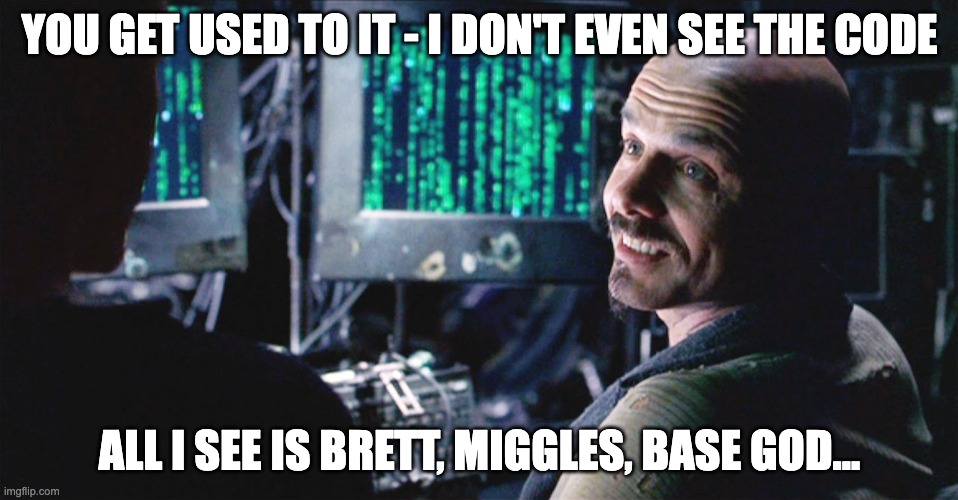 YOU GET USED TO IT - I DON'T EVEN SEE THE CODE
ALL I SEE IS BRETT, MIGGLES, BASE GOD...
imgflip.com